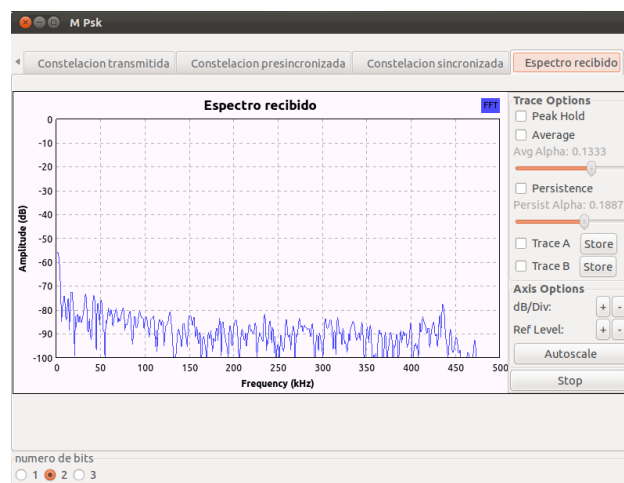 M Psk
Constelacion transmitida
Constelacion presincronizada
Constelacion sincronizada
Espectro recibido
Espectro recibido
FFT
Amplitude (dB)
0
-10
-20
-30
-40
-50
-60
-70
-80
-90
-100
0 50 100 150 200 250 300 350 400 450 500
Frequency (kHz)
Trace Options
Peak Hold
Average
Avg Alpha: 0.1333
Persistence
Persist Alpha: 0.1887
Trace A Store
Trace B Store
Axis Options
dB/Div: + -
Ref Level: + -
Autoscale
Stop
numero de bits
1 2 3